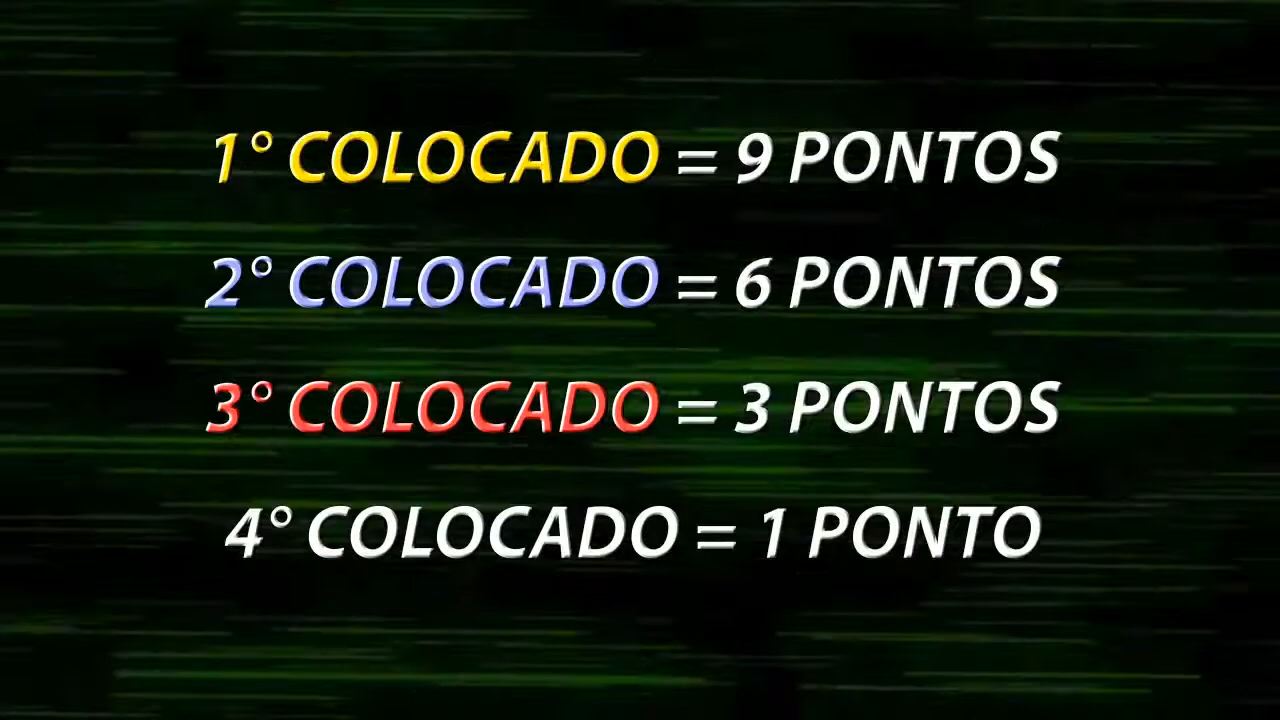 1° COLOCADO = 9 PONTOS
2° COLOCADO = 6 PONTOS
3° COLOCADO = 3 PONTOS
4° COLOCADO = 1 PONTO